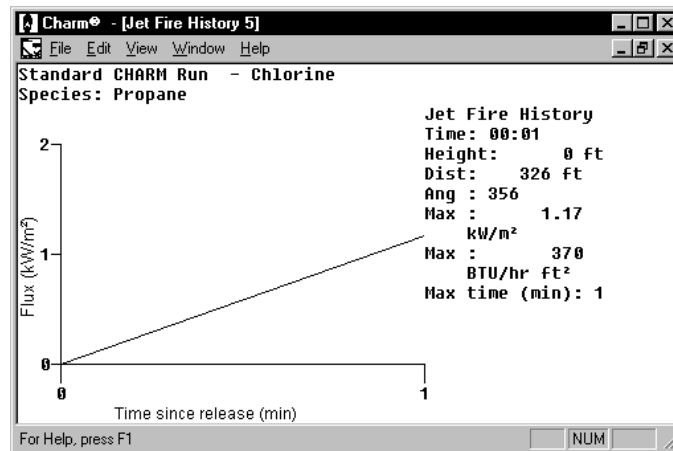 Charm® - [Jet Fire History 5]
File Edit View Window Help
Standard CHARM Run - Chlorine
Species: Propane
Jet Fire History
Time: 00:01
Height: 0 ft
Dist: 326 ft
Ang : 356
Max : 1.17
kW/m²
Max : 370
BTU/hr ft²
Max time (min): 1
Flux (kW/m²)
2
1
0
0 1
Time since release (min)
For Help, press F1 NUM